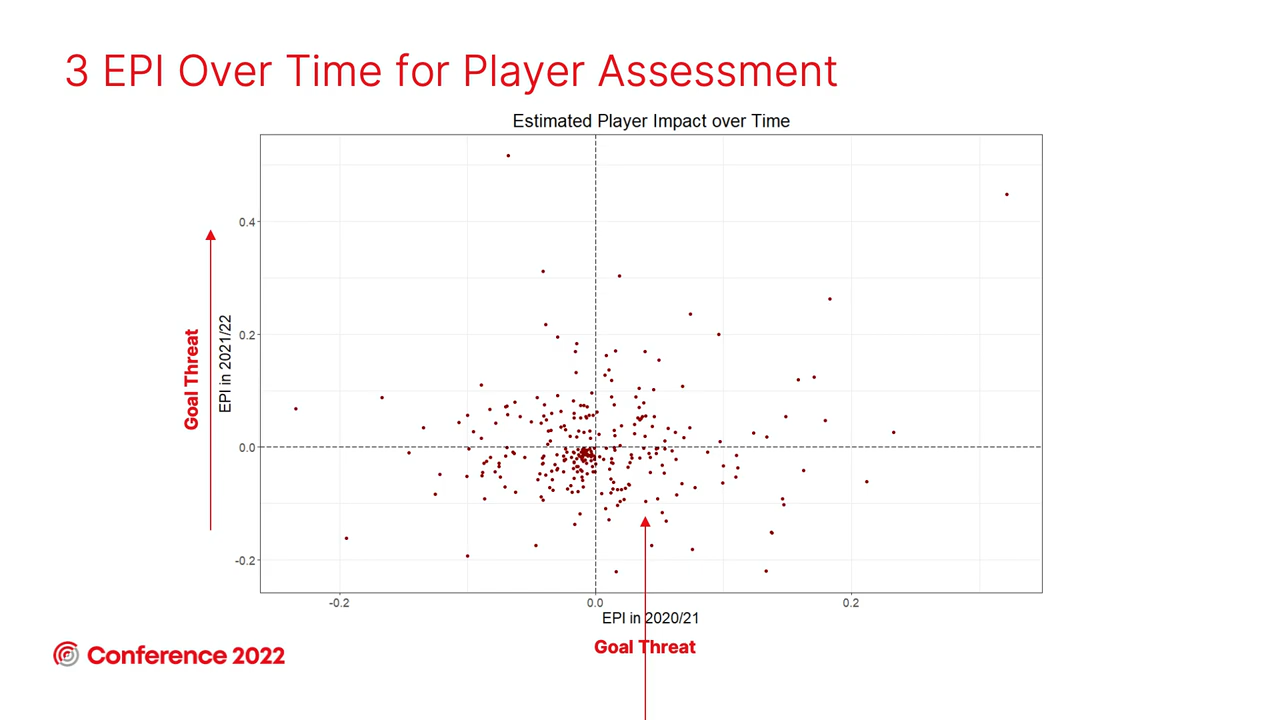 3 EPI Over Time for Player Assessment
Estimated Player Impact over Time
0.4
0.2
0.0
-0.2
Goal Threat
EPI in 2021/22
-0.2
0.0
0.2
EPI in 2020/21
Goal Threat
Conference 2022